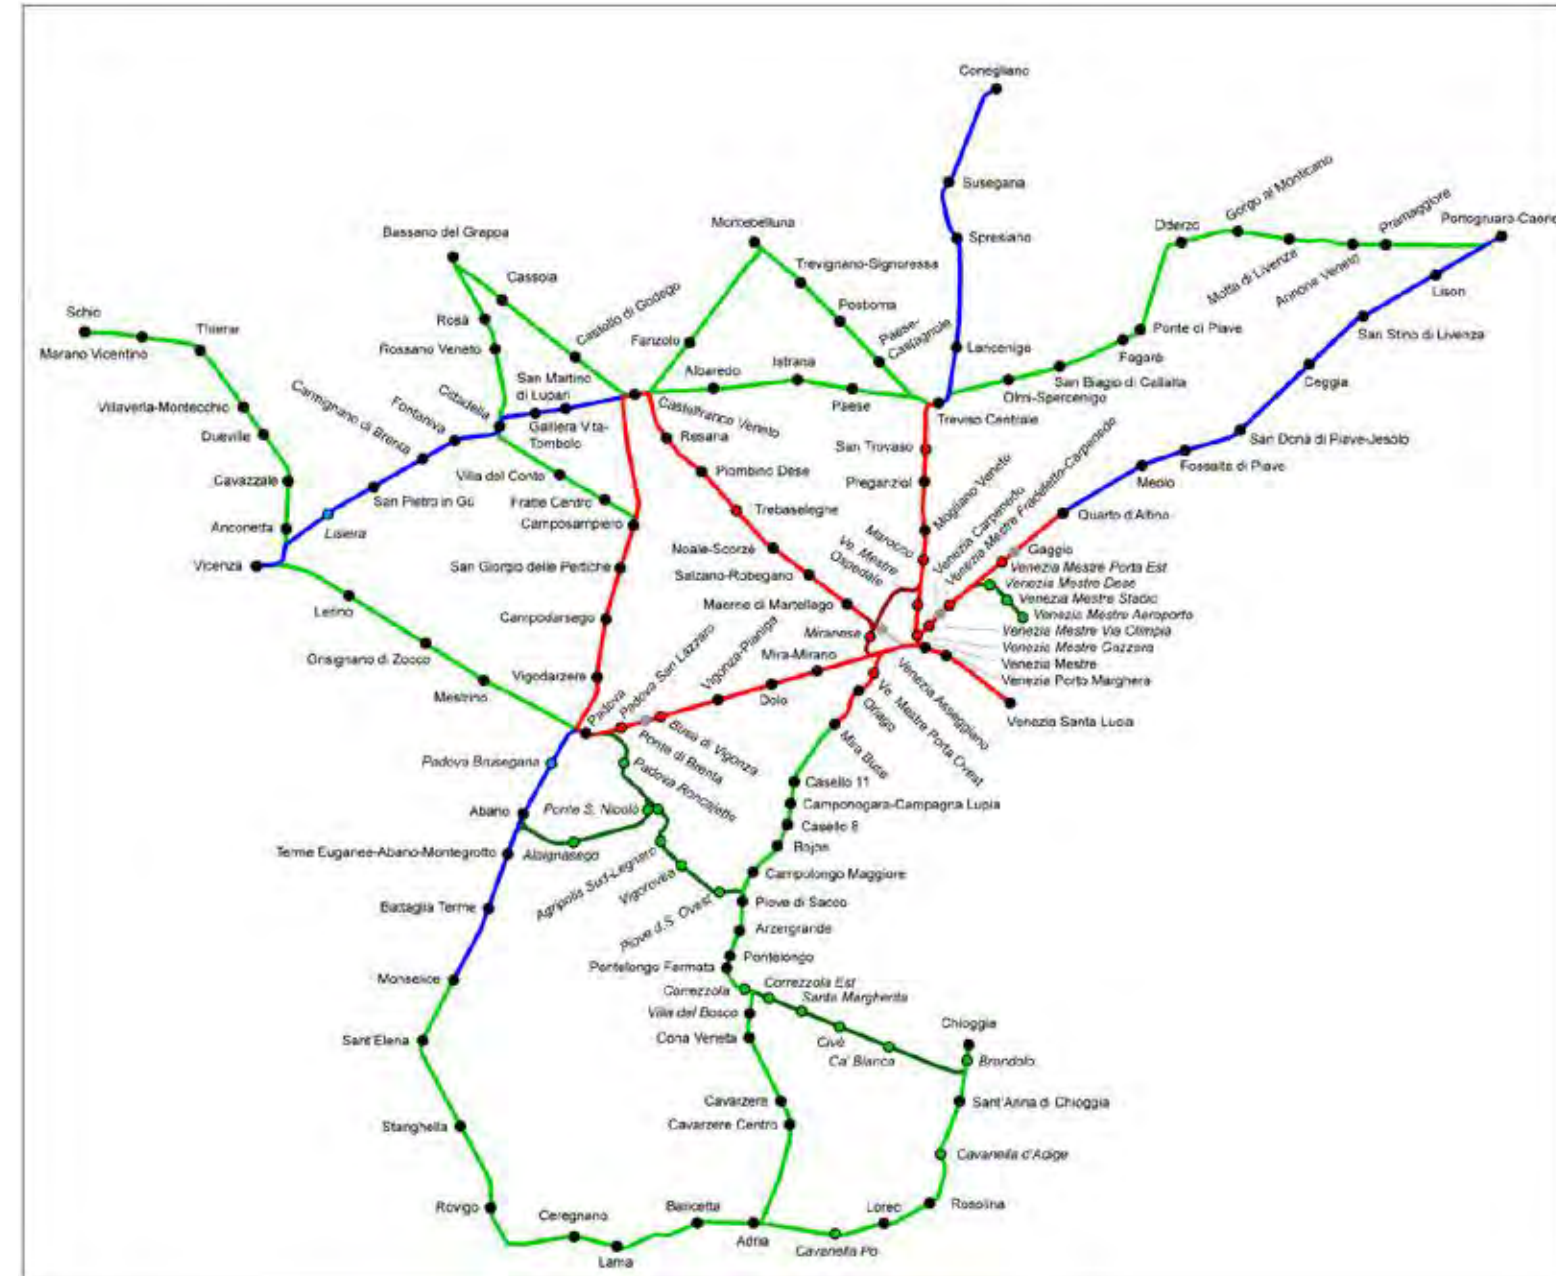 Conegliano
Susegana
Spresiano
Lancenigo
Treviso Centrale
Gorgo al Monticano
Oderzo
Pramaggiore
Motta di Livenza
Annone Veneto
Lison
San Stino di Livenza
Ceggia
San Donà di Piave-Jesolo
Fossalta di Piave
Meolo
Quarto d'Altino
Ponte di Piave
Fagarè
San Biagio di Callalta
Olmi-Spercenigo
Montebelluna
Trevignano-Signoressa
Postioma
Paese-
Castagnole
Fanzolo
Albaredo
Istrana
Paese
Bassano del Grappa
Cassola
Castello di Godego
Rosà
Rossano Veneto
Cittadella
San Martino
di Lupari
Galliera V.ta-
Tombolo
Castelfranco Veneto
Fontaniva
Carmignano di Brenta
San Pietro in Gù
Lisiera
Schio
Marano Vicentino
Thiene
Villaverla-Montecchio
Dueville
Cavazzale
Anconetta
Vicenza
Lerino
Grisignano di Zocco
Mestrino
Villa del Conte
Fratte Centro
Camposampiero
San Giorgio delle Pertiche
Campodarsego
Vigodarzere
Resana
Piombino Dese
Trebaseleghe
Noale-Scorzè
Salzano-Robegano
Maerne di Martellago
San Trovaso
Preganziol
Mogliano Veneto
Marocco
Ve. Mestre
Ospedale
Venezia Carpenedo
Gaggio
Venezia Mestre Porta Est
Venezia Mestre Dese
Venezia Mestre Stadio
Venezia Mestre Aeroporto
Venezia Mestre Via Olimpia
Venezia Mestre Gazzera
Venezia Mestre
Venezia Porto Marghera
Venezia Santa Lucia
Miranese
Mira-Mirano
Dolo
Vigonza-Pianiga
Padova San Lazzaro
Padova
Busa di Vigonza
Ponte di Brenta
Padova Roncajette
Venezia Asseggiano
Ve. Mestre Porta Ovest
Oriago
Mira Buse
Casello 11
Camponogara-Campagna Lupia
Casello 8
Bojon
Campolongo Maggiore
Piove di Sacco
Arzergrande
Pontelongo
Pontelongo Fermata
Padova Brusegana
Abano
Ponte S. Nicolò
Albignasego
Terme Euganee-Abano-Montegrotto
Agripolis Sud-Legnaro
Vigorovea
Piove d.S. Ovest
Battaglia Terme
Monselice
Sant'Elena
Stanghella
Rovigo
Ceregnano
Lama
Baricetta
Adria
Cavanella Po
Loreo
Rosolina
Cavanella d'Adige
Sant'Anna di Chioggia
Brondolo
Chioggia
Correzzola
Correzzola Est
Santa Margherita
Civè
Ca' Bianca
Villa del Bosco
Cona Veneta
Cavarzere
Cavarzere Centro